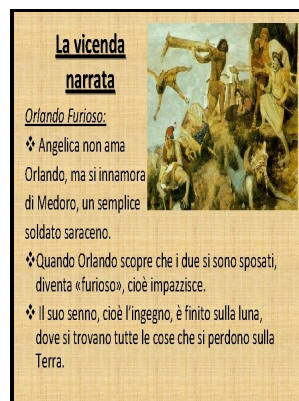 La vicenda
narrata
Orlando Furioso:
❖ Angelica non ama
Orlando, ma si innamora
di Medoro, un semplice
soldato saraceno.
❖Quando Orlando scopre che i due si sono sposati,
diventa «furioso», cioè impazzisce.
❖ Il suo senno, cioè l'ingegno, è finito sulla luna,
dove si trovano tutte le cose che si perdono sulla
Terra.